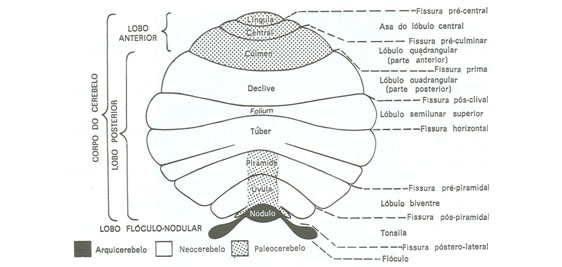 Língula
Central
Cúlmen
Declive
Folium
Túber
Pirâmide
Úvula
Nódulo
LOBO
ANTERIOR
CORPO DO CEREBELO
LOBO POSTERIOR
LOBO FLÓCULO-NODULAR
Fissura pré-central
Asa do lóbulo central
Fissura pré-culminar
Lóbulo quadrangular
(parte anterior)
Fissura prima
Lóbulo quadrangular
(parte posterior)
Fissura pós-clival
Lóbulo semilunar superior
Fissura horizontal
Fissura pré-piramidal
Lóbulo biventre
Fissura pós-piramidal
Tonsila
Fissura póstero-lateral
Flóculo
Arquicerebelo
Neocerebelo
Paleocerebelo